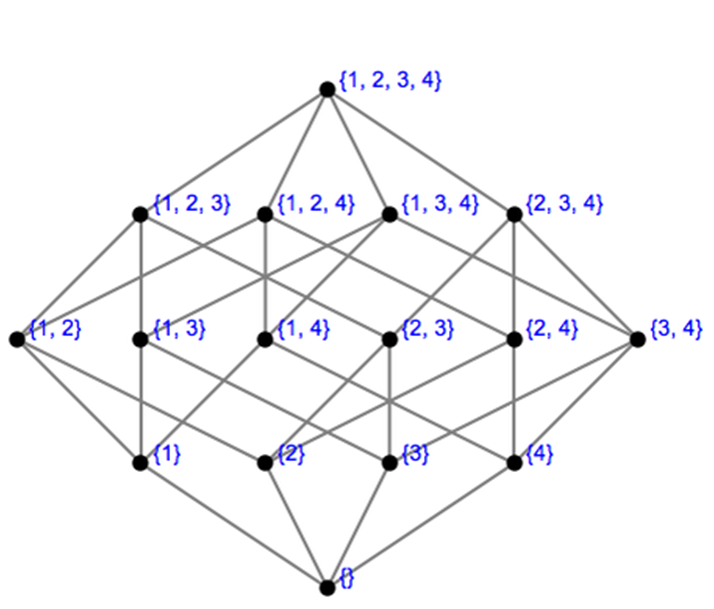 {1, 2, 3, 4}
{1, 2, 3} {1, 2, 4} {1, 3, 4} {2, 3, 4}
{1, 2} {1, 3} {1, 4} {2, 3} {2, 4} {3, 4}
{1} {2} {3} {4}
{}